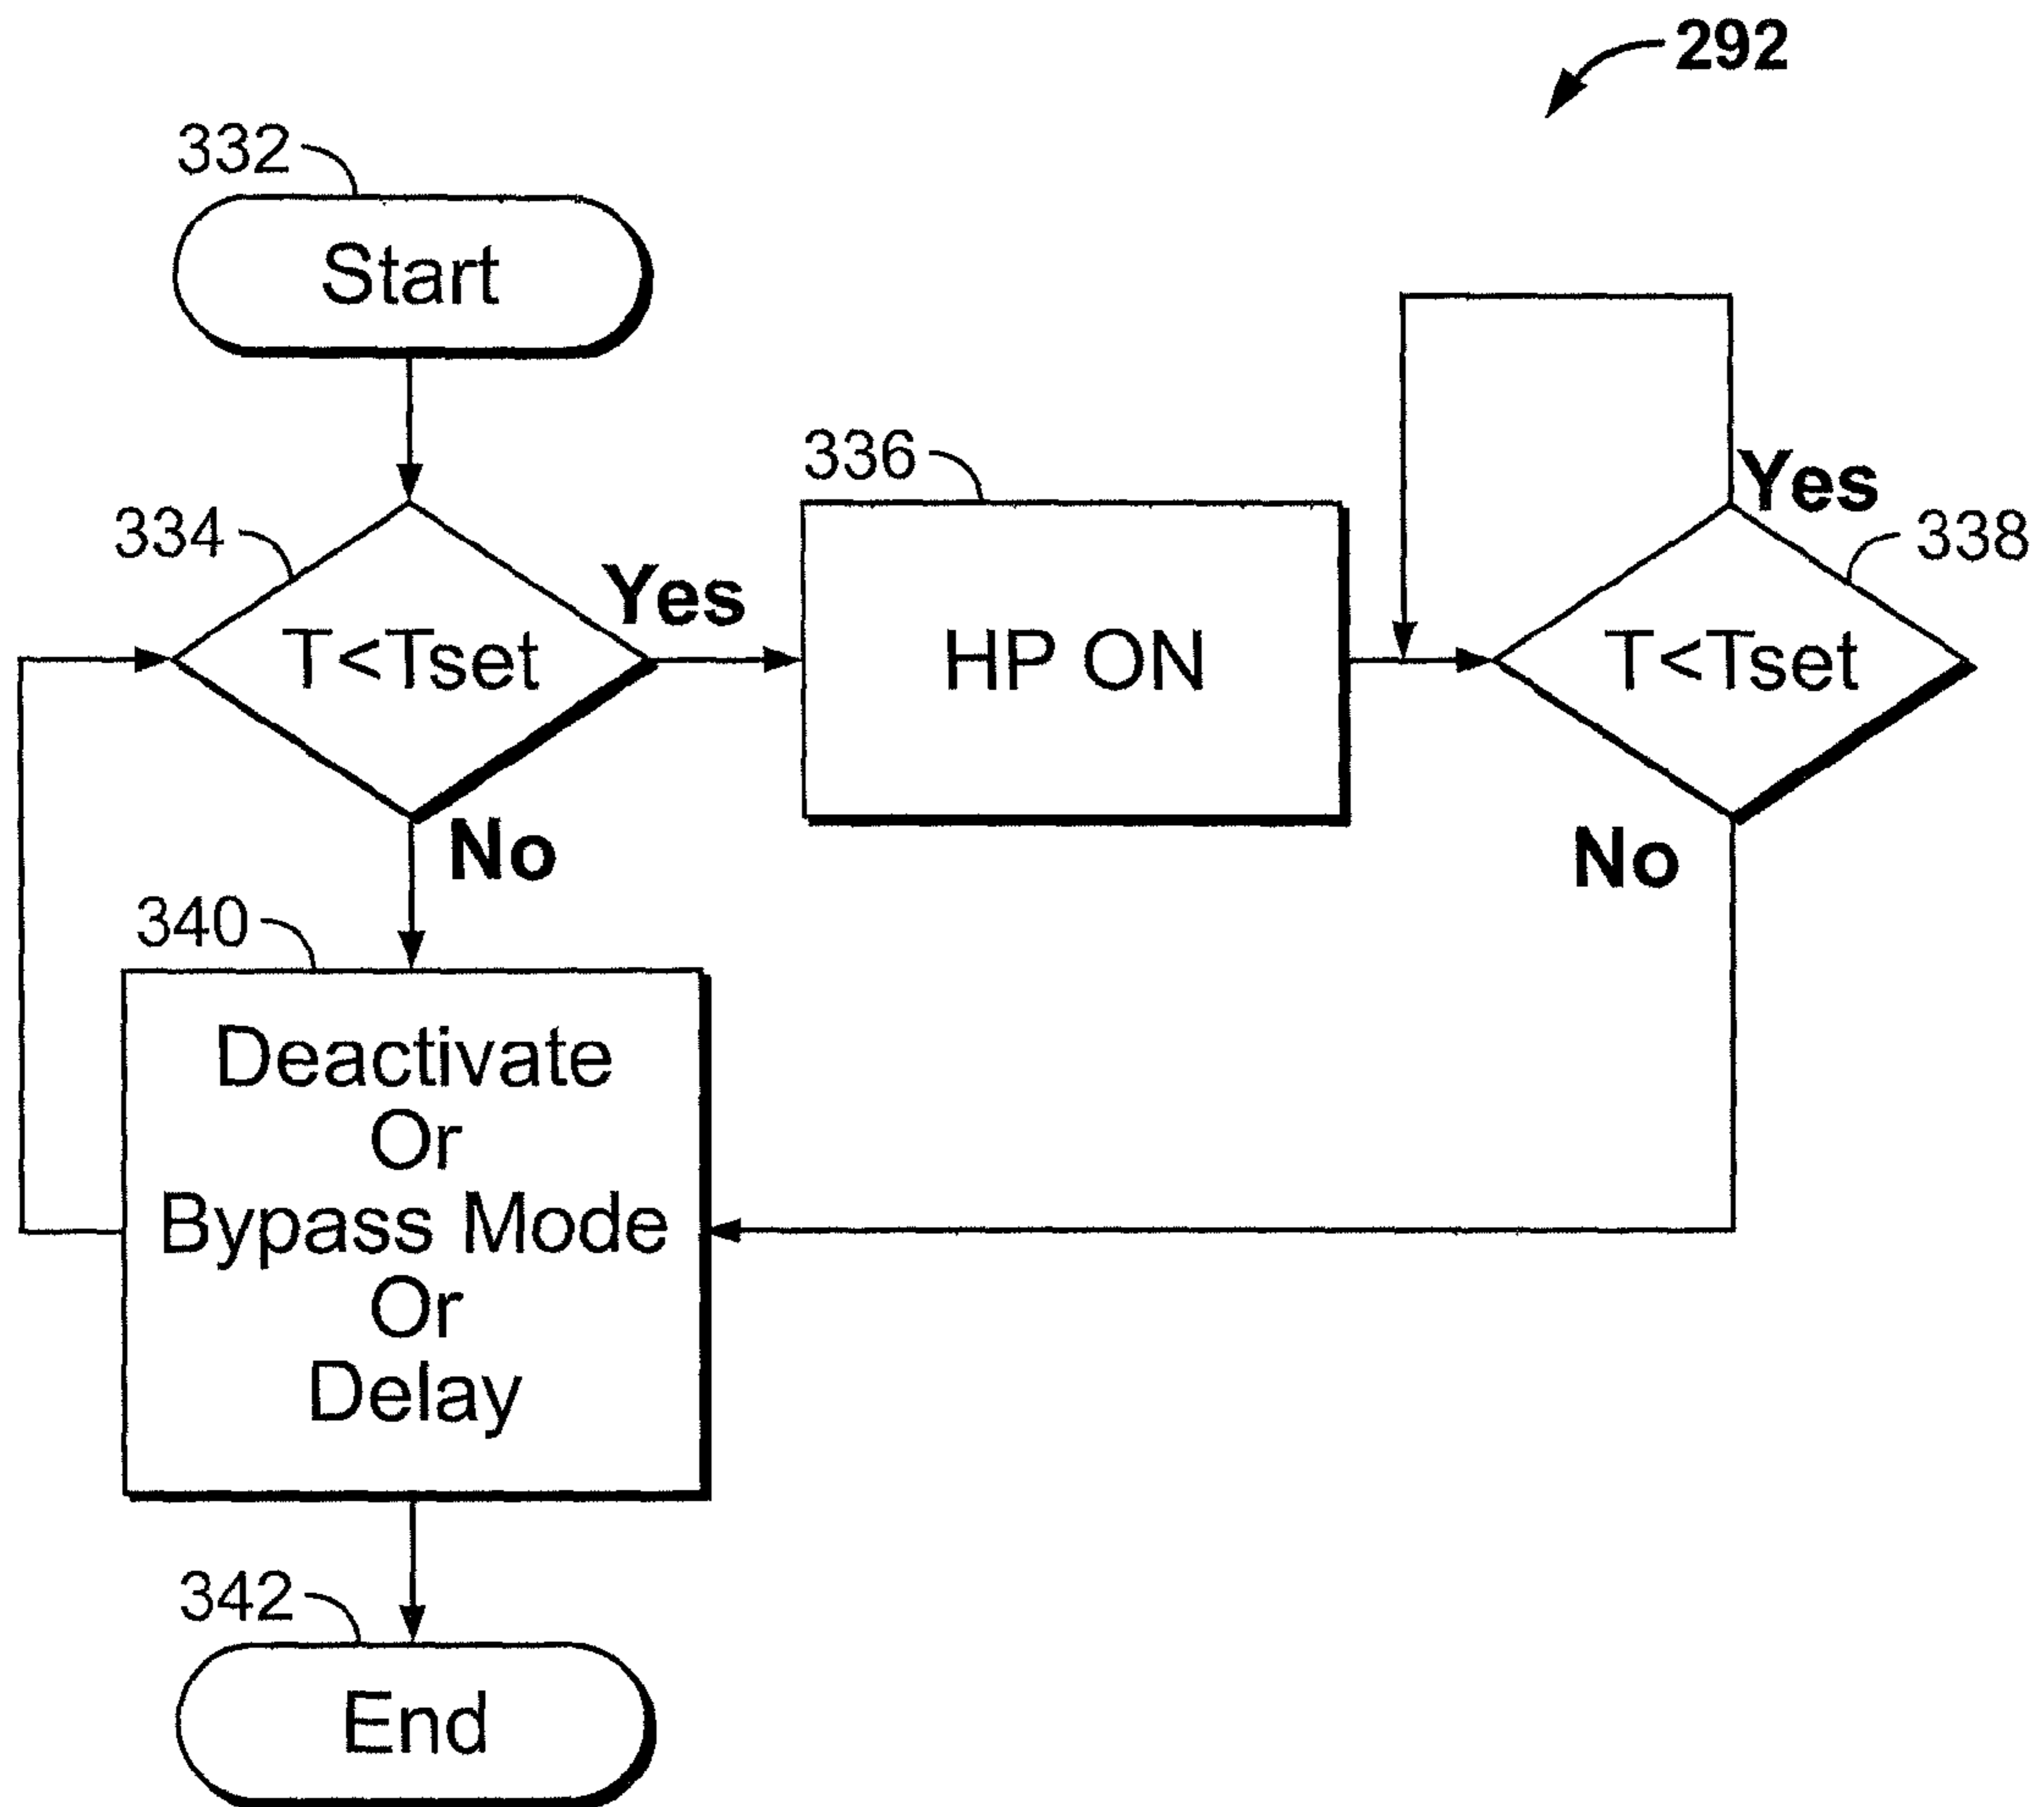 292
332
Start
334
T<Tset
Yes
336
HP ON
Yes
338
T<Tset
No
No
340
Deactivate
Or
Bypass Mode
Or
Delay
342
End